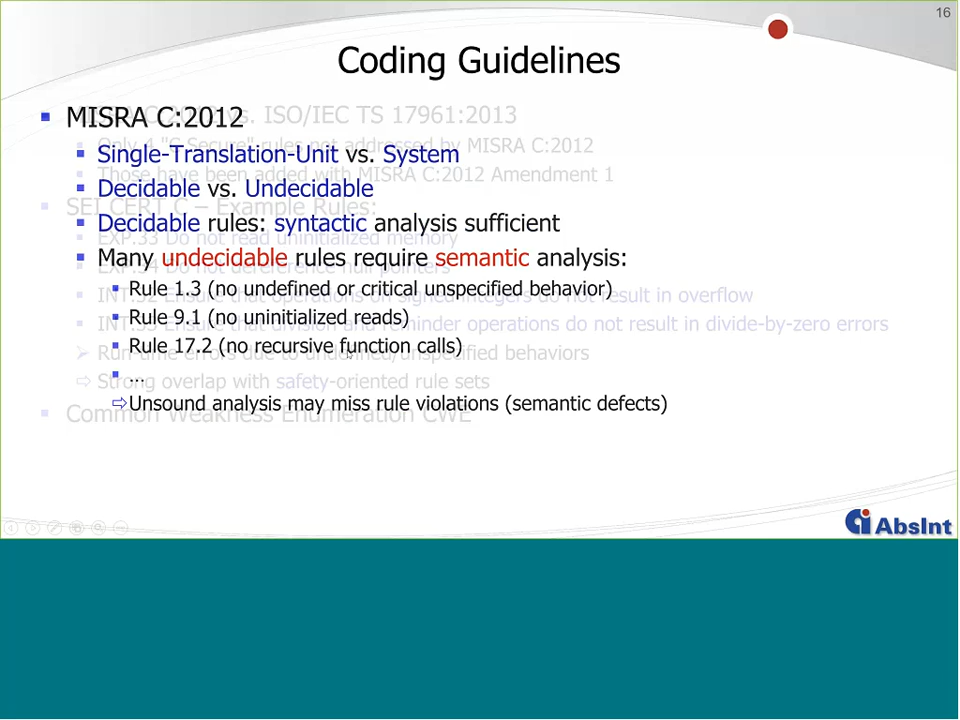 16
Coding Guidelines
MISRA C:2012
Single-Translation-Unit vs. System
Decidable vs. Undecidable
Decidable rules: syntactic analysis sufficient
Many undecidable rules require semantic analysis:
Rule 1.3 (no undefined or critical unspecified behavior)
Rule 9.1 (no uninitialized reads)
Rule 17.2 (no recursive function calls)
...
⇨Unsound analysis may miss rule violations (semantic defects)
vs. ISO/IEC TS 17961:2013
Only 4 "C Secure" rules not addressed by MISRA C:2012
Those have been added with MISRA C:2012 Amendment 1
SEI CERT C – Example Rules:
EXP.33 Do not read uninitialized memory
EXP.34 Do not dereference null pointers
INT.32 Ensure that operations on signed integers do not result in overflow
INT.33 Ensure that division and reminder operations do not result in divide-by-zero errors
Run-time errors due to undefined/unspecified behaviors
⇨ Strong overlap with safety-oriented rule sets
Common Weakness Enumeration CWE
AbsInt